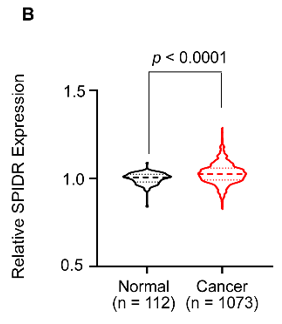 B
p < 0.0001
Relative SPIDR Expression
1.5
1.0
0.5
Normal
(n = 112)
Cancer
(n = 1073)